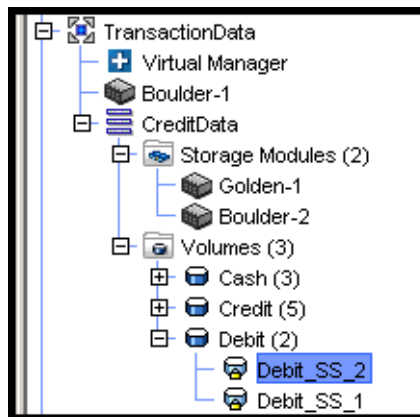 TransactionData
Virtual Manager
Boulder-1
CreditData
Storage Modules (2)
Golden-1
Boulder-2
Volumes (3)
Cash (3)
Credit (5)
Debit (2)
Debit_SS_2
Debit_SS_1